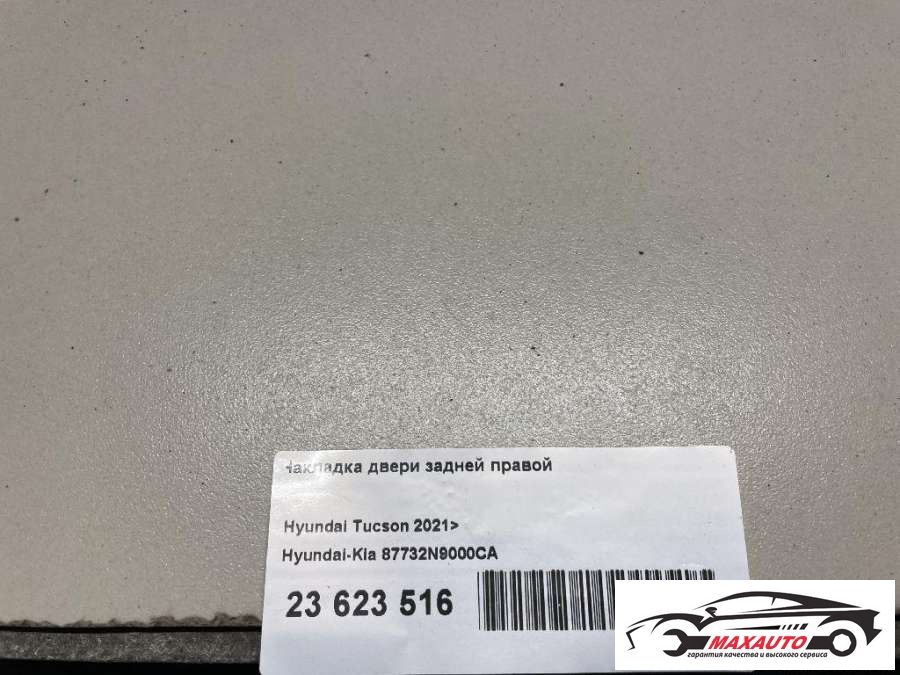 Накладка двери задней правой
Hyundai Tucson 2021>
Hyundai-Kia 87732N9000CA
23 623 516
MAXAUTO
гарантия качества и высокого сервиса